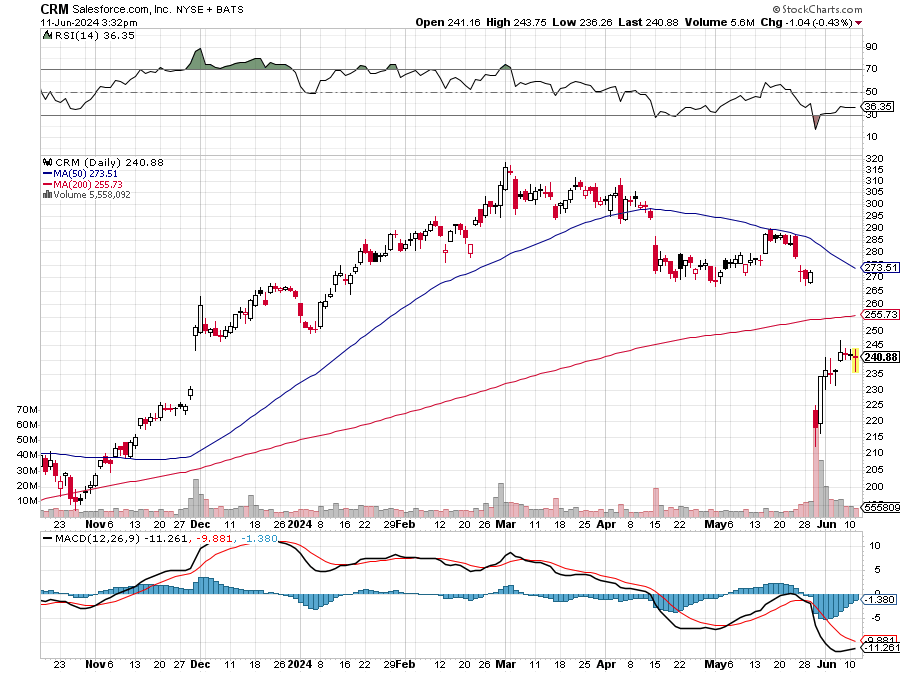 CRM Salesforce.com, Inc. NYSE + BATS © StockCharts.com
11-Jun-2024 3:32pm Open 241.16 High 243.75 Low 236.26 Last 240.88 Volume 5.6M Chg -1.04 (-0.43%)
RSI(14) 36.35
90
70
50
36.35
30
10
CRM (Daily) 240.88
MA(50) 273.51
MA(200) 255.73
Volume 5,558,092
320
315
310
305
300
295
290
285
280
273.51
270
265
260
255.73
250
245
240.88
235
230
225
220
215
210
205
200
555809
70M
60M
50M
40M
30M
20M
10M
23 Nov 6 13 20 27 Dec 11 18 26 2024 8 16 22 29 Feb 12 20 26 Mar 11 18 25 Apr 8 15 22 29 May 6 13 20 28 Jun 10
MACD(12,26,9) -11.261, -9.881, -1.380
10
5
0
-1.380
-5
-9.881
-11.261
23 Nov 6 13 20 27 Dec 11 18 26 2024 8 16 22 29 Feb 12 20 26 Mar 11 18 25 Apr 8 15 22 29 May 6 13 20 28 Jun 10